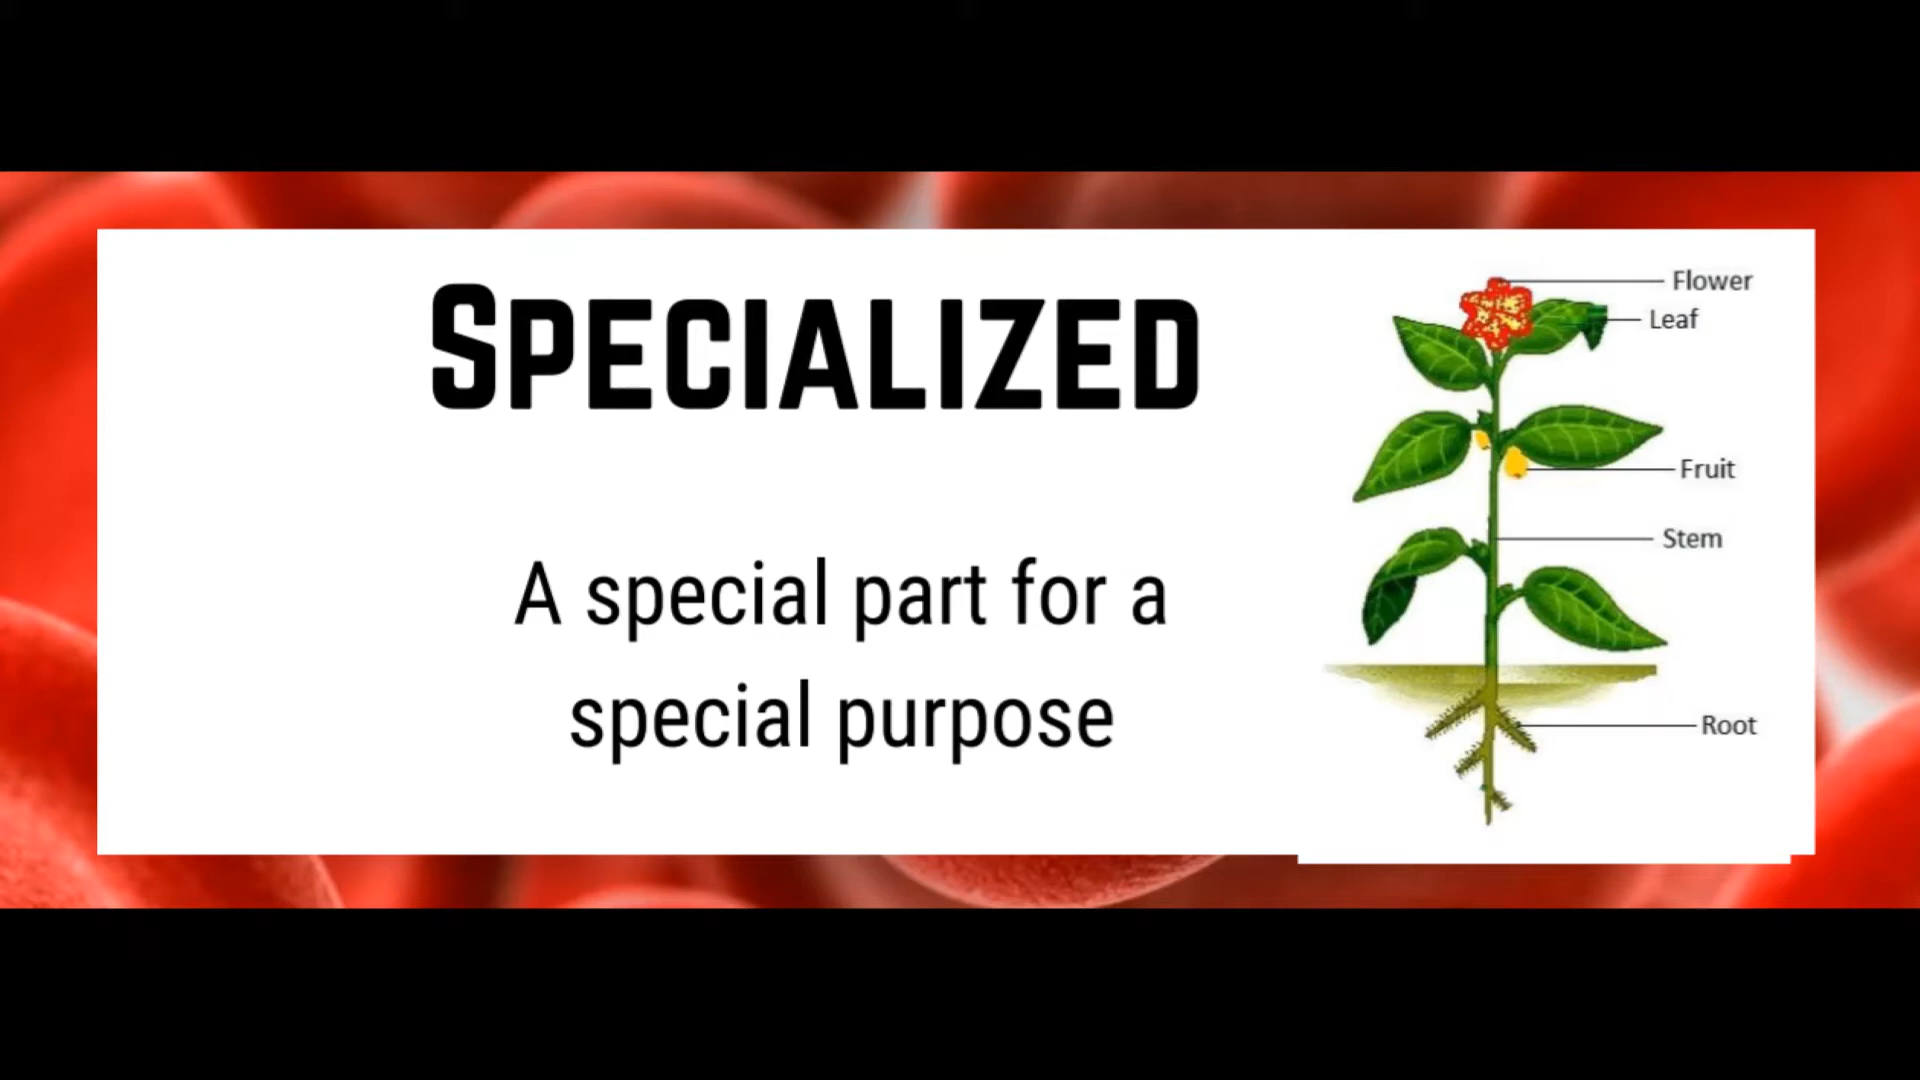 SPECIALIZED
A special part for a
special purpose
Flower
Leaf
Fruit
Stem
Root